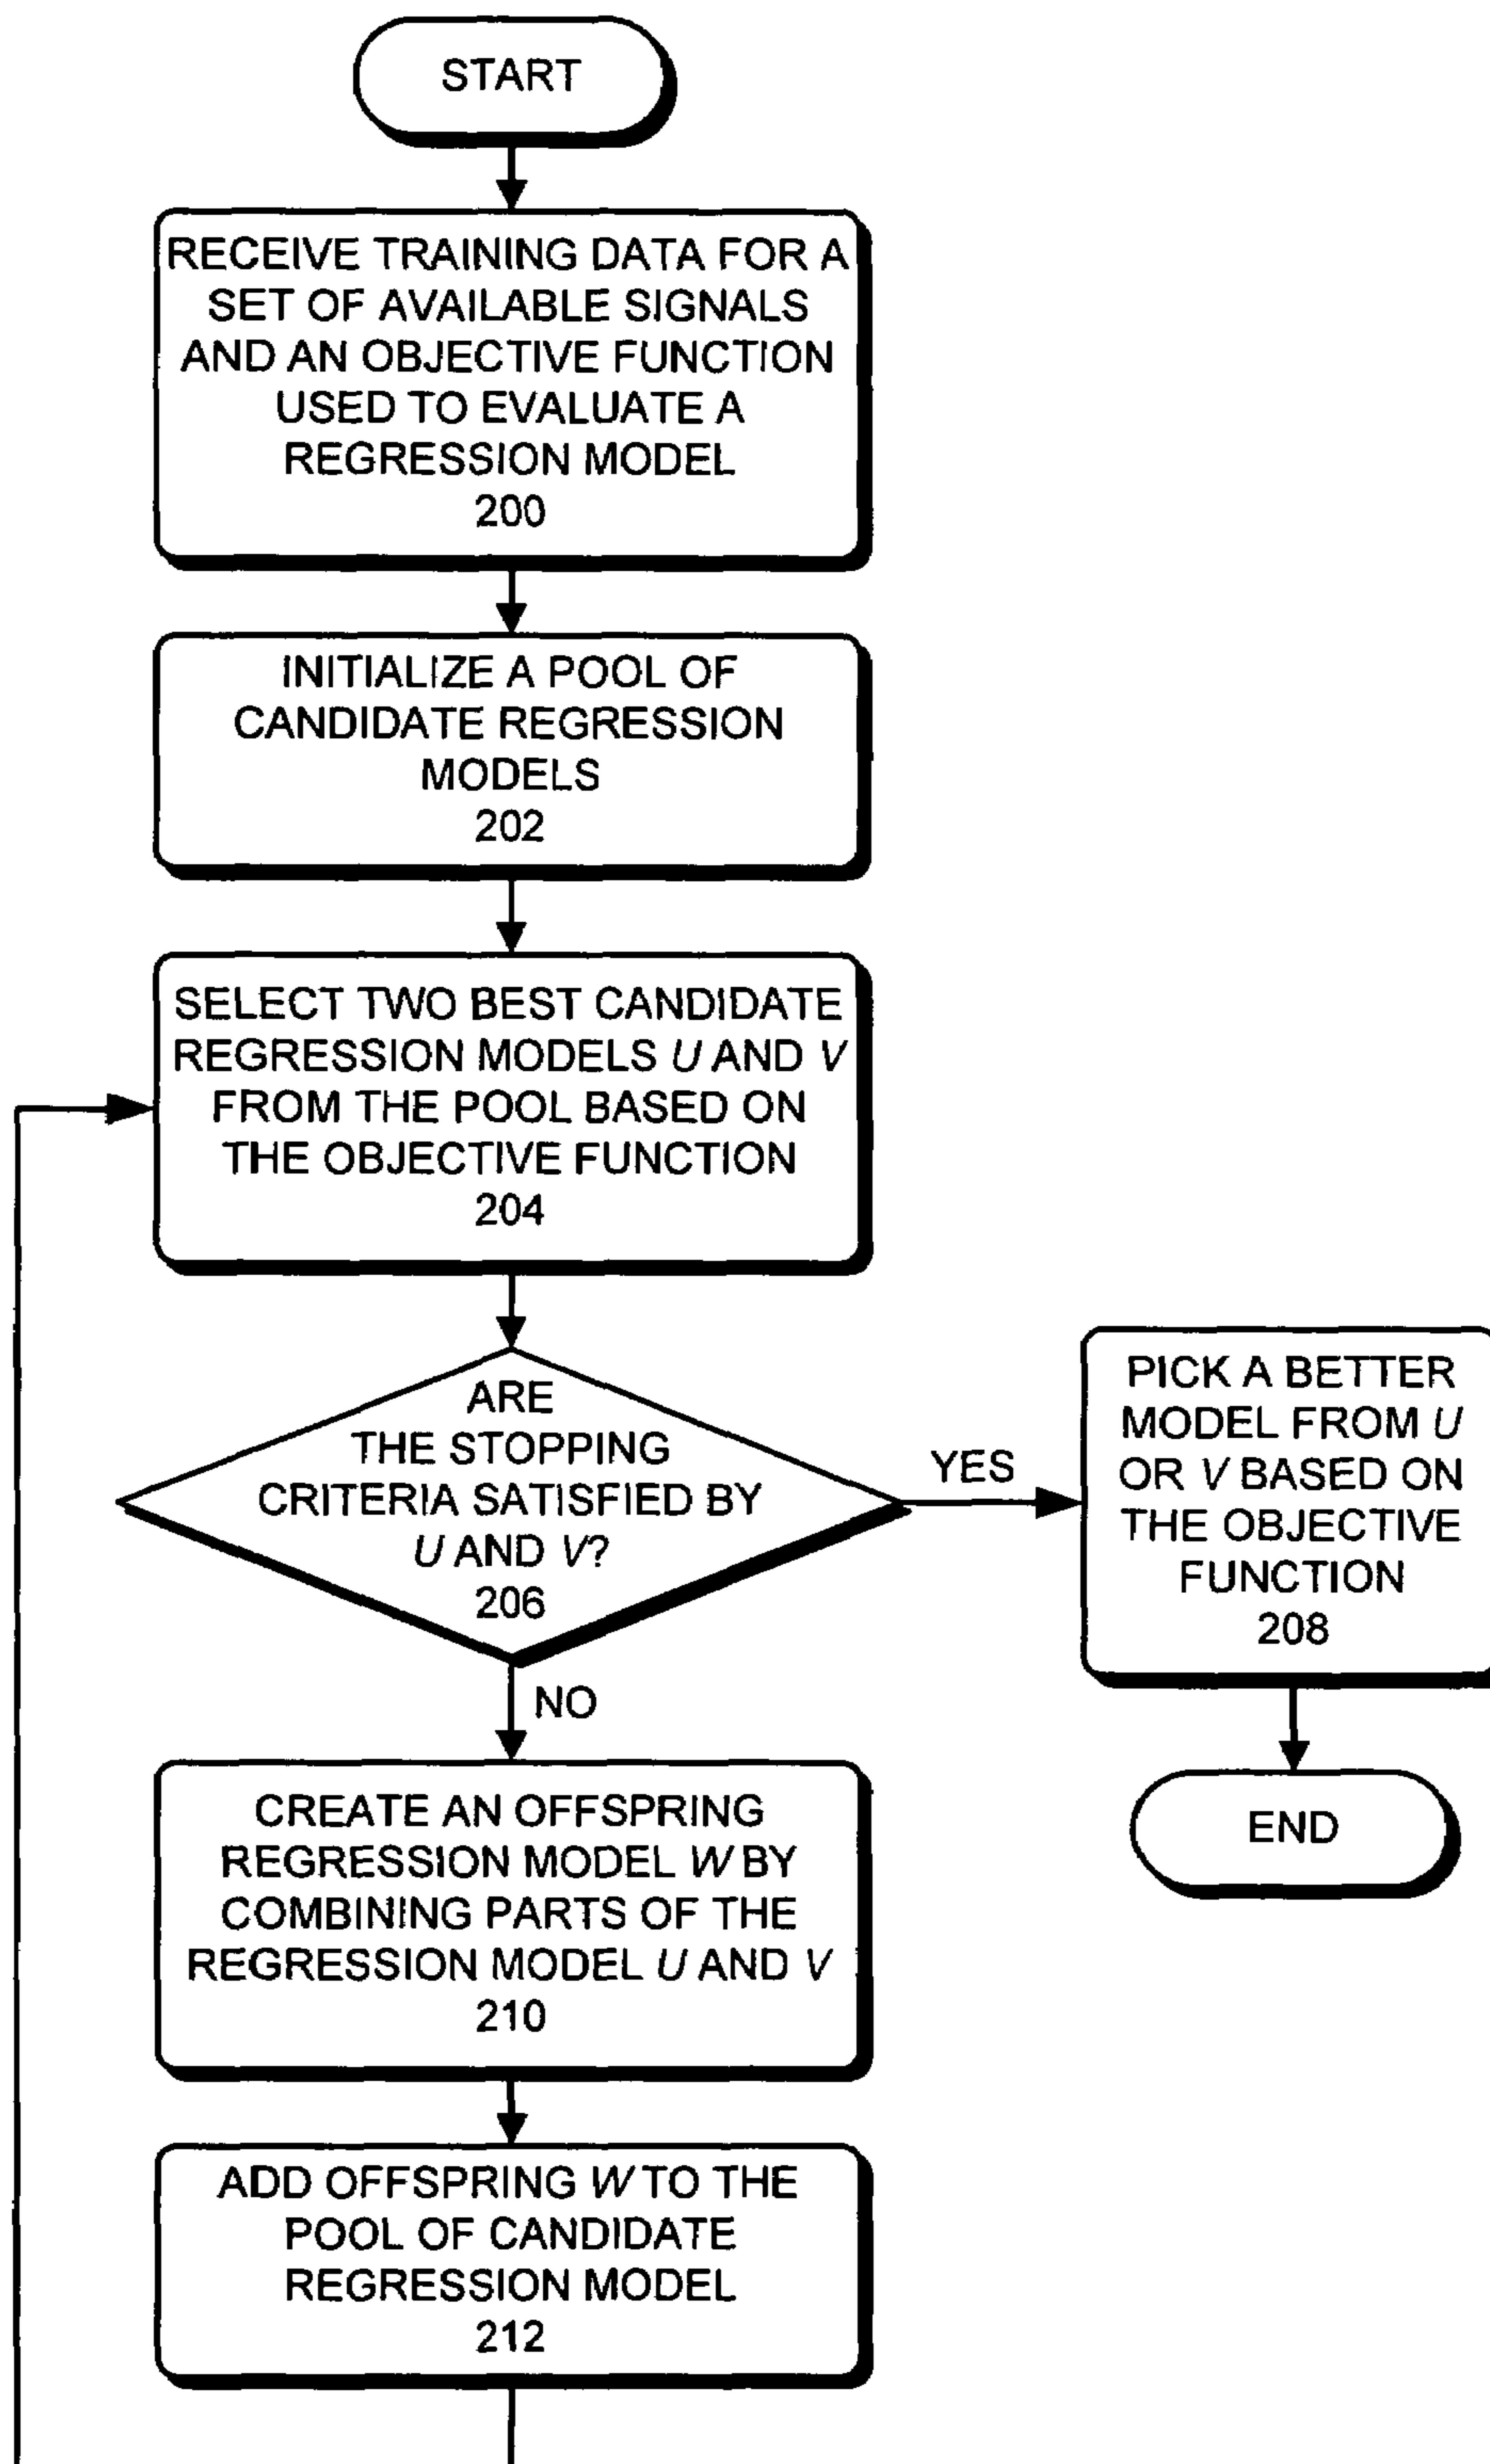 START
RECEIVE TRAINING DATA FOR A
SET OF AVAILABLE SIGNALS
AND AN OBJECTIVE FUNCTION
USED TO EVALUATE A
REGRESSION MODEL
200
INITIALIZE A POOL OF
CANDIDATE REGRESSION
MODELS
202
SELECT TWO BEST CANDIDATE
REGRESSION MODELS U AND V
FROM THE POOL BASED ON
THE OBJECTIVE FUNCTION
204
ARE
THE STOPPING
CRITERIA SATISFIED BY
U AND V?
206
YES
PICK A BETTER
MODEL FROM U
OR V BASED ON
THE OBJECTIVE
FUNCTION
208
END
NO
CREATE AN OFFSPRING
REGRESSION MODEL W BY
COMBINING PARTS OF THE
REGRESSION MODEL U AND V
210
ADD OFFSPRING W TO THE
POOL OF CANDIDATE
REGRESSION MODEL
212